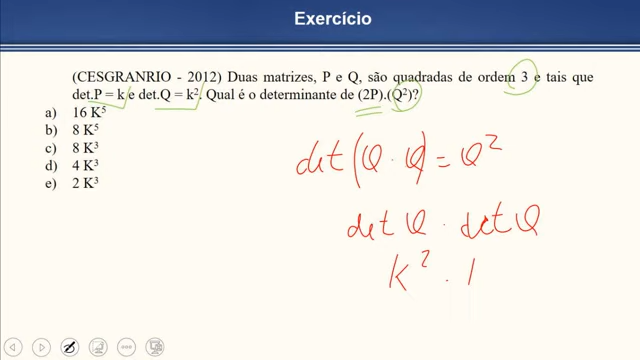 Exercício
(CESGRANRIO - 2012) Duas matrizes, P e Q, são quadradas de ordem 3 e tais que
det.P = k e det.Q = k². Qual é o determinante de (2P).(Q²)?
a) 16 K⁵
b) 8 K⁵
c) 8 K³
d) 4 K³
e) 2 K³
det(Q · Q) = Q²
det Q · det Q
k² ·